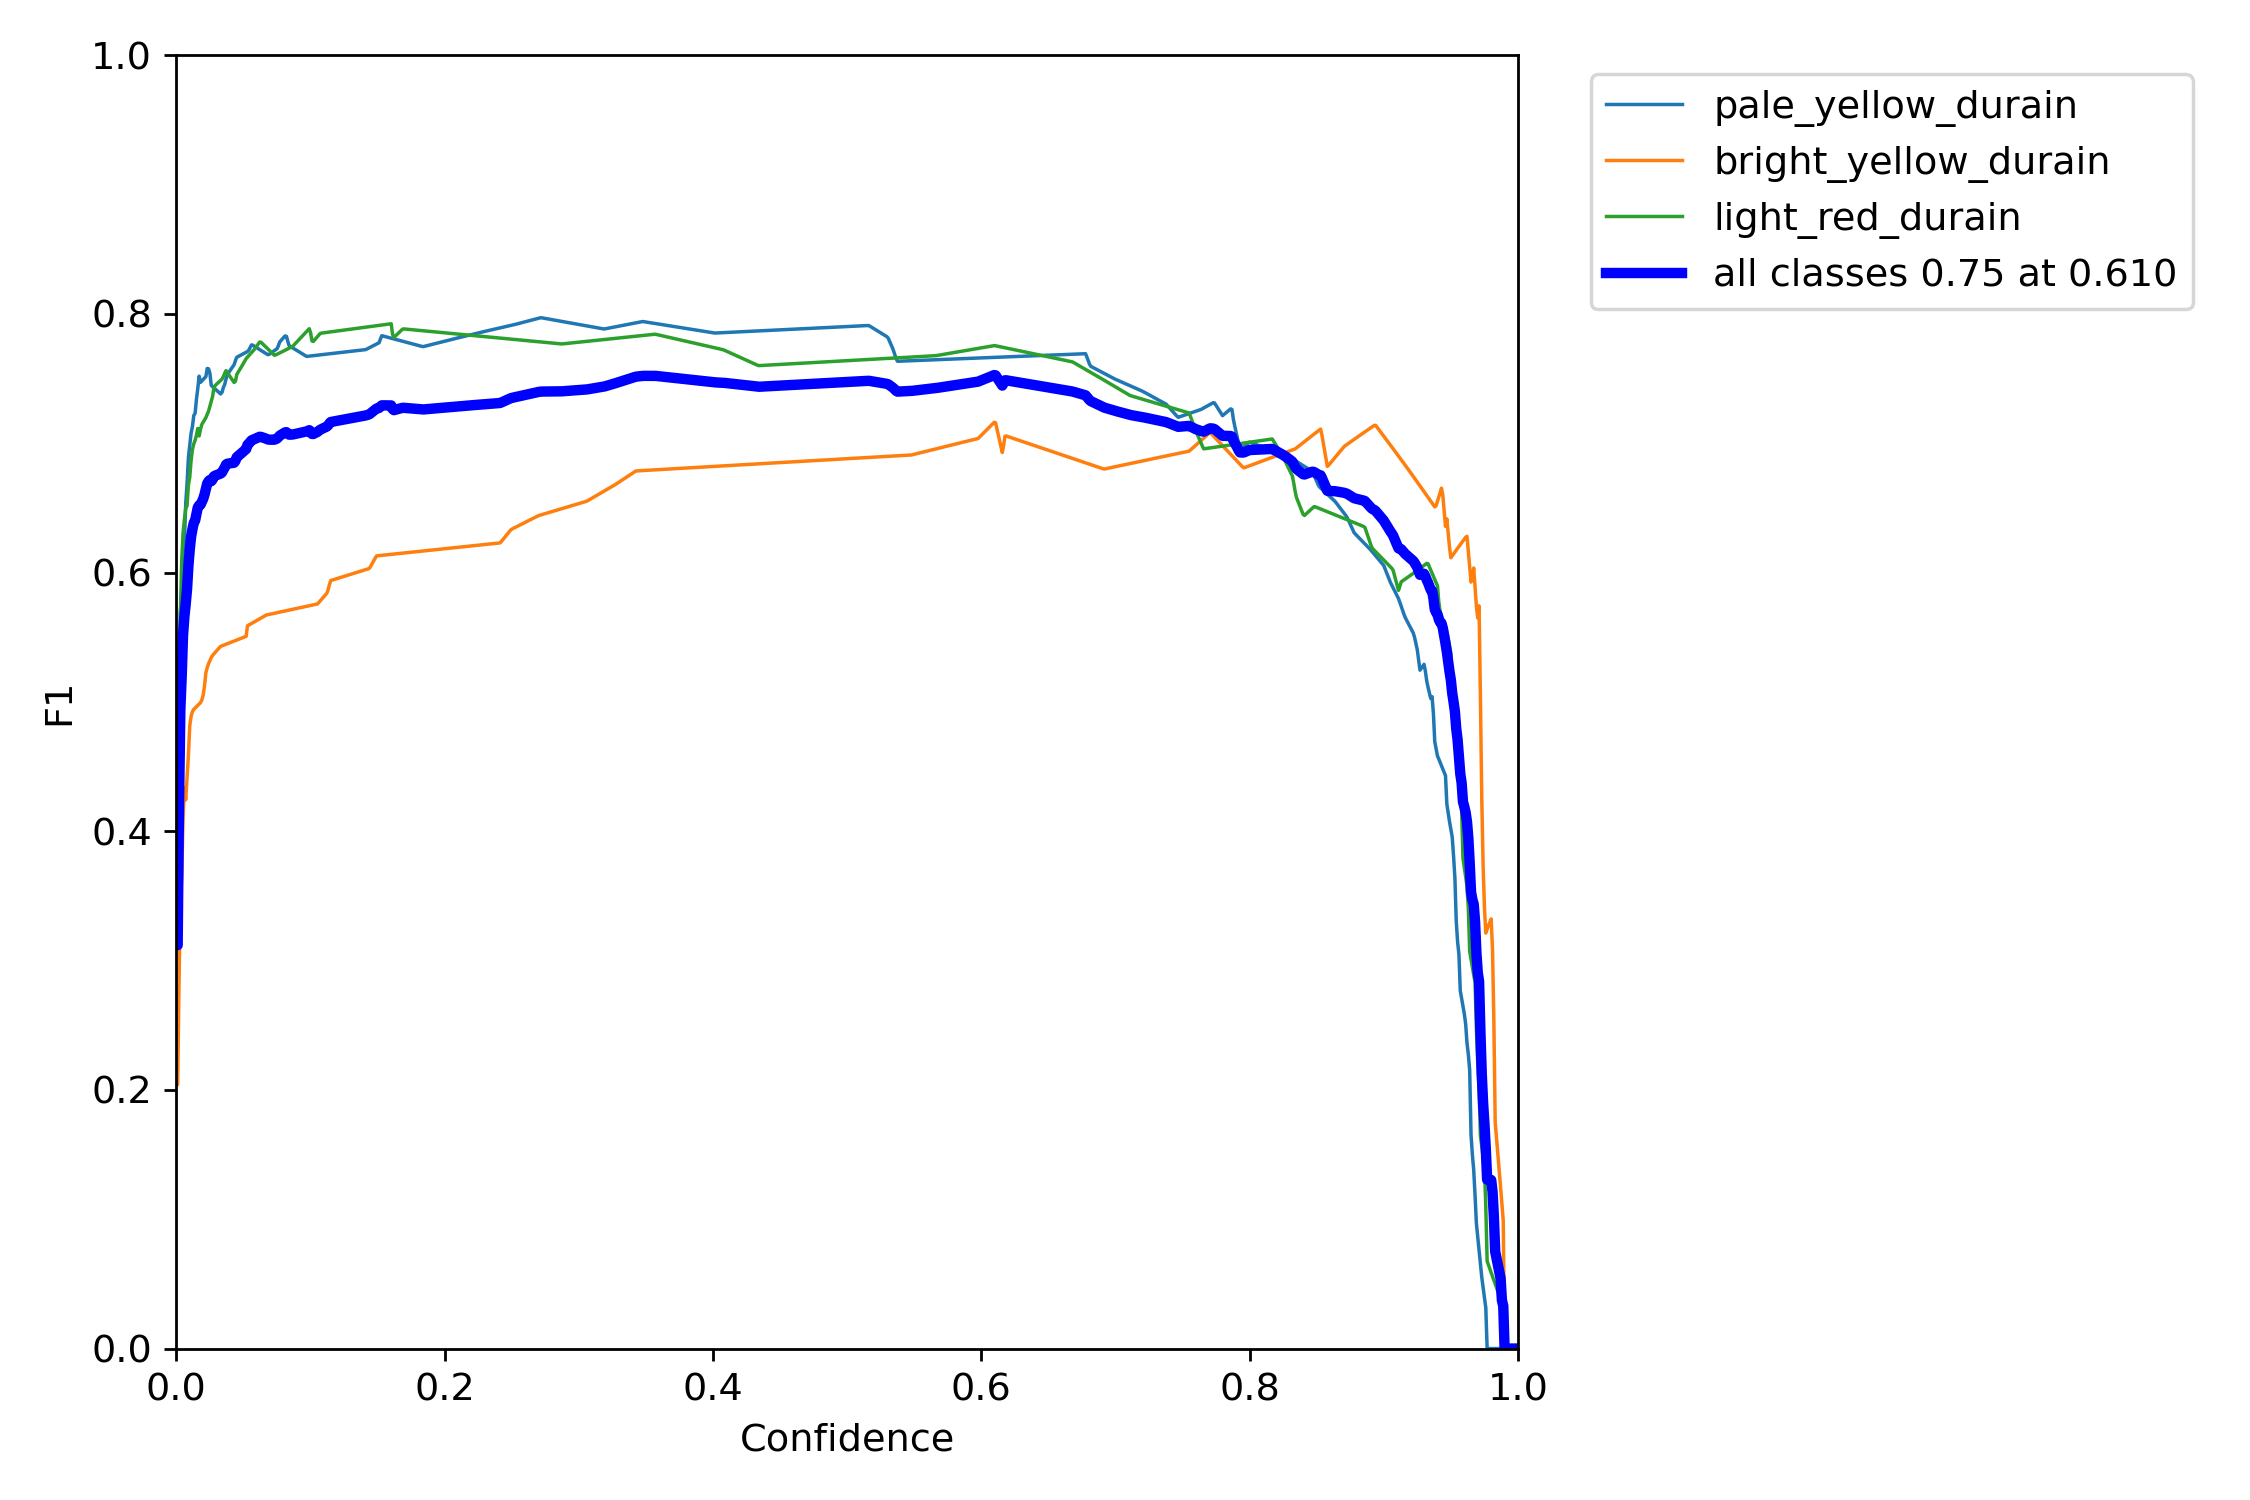 1.0
0.8
0.6
0.4
0.2
0.0
F1
0.0 0.2 0.4 0.6 0.8 1.0
Confidence
pale_yellow_durain
bright_yellow_durain
light_red_durain
all classes 0.75 at 0.610